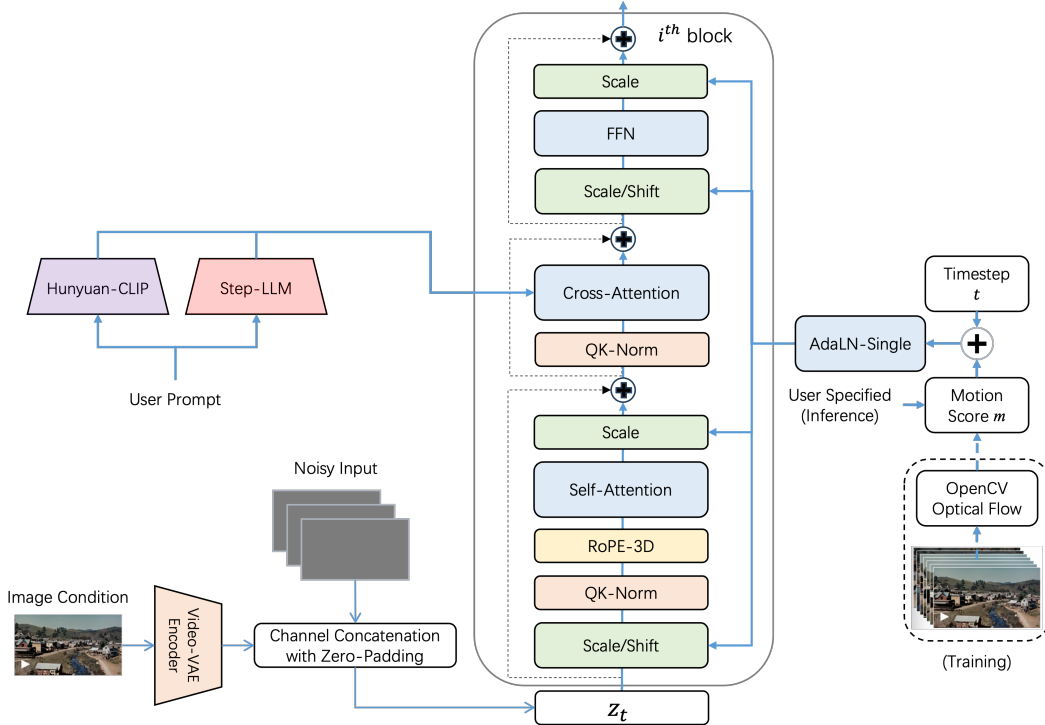 iᵗʰ block
Scale
FFN
Scale/Shift
Cross-Attention
QK-Norm
Scale
Self-Attention
RoPE-3D
QK-Norm
Scale/Shift
zₜ
Hunyuan-CLIP
Step-LLM
User Prompt
Noisy Input
Image Condition
Video-VAE
Encoder
Channel Concatenation
with Zero-Padding
Timestep
t
AdaLN-Single
User Specified
(Inference)
Motion
Score m
OpenCV
Optical Flow
(Training)